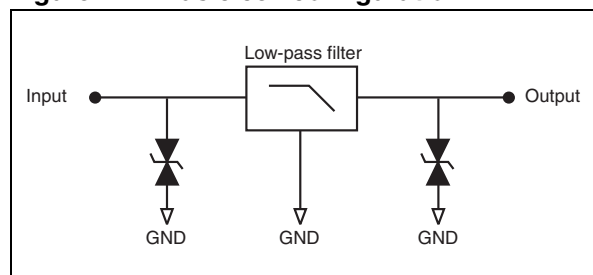 Low-pass filter
Input
Output
GND
GND
GND